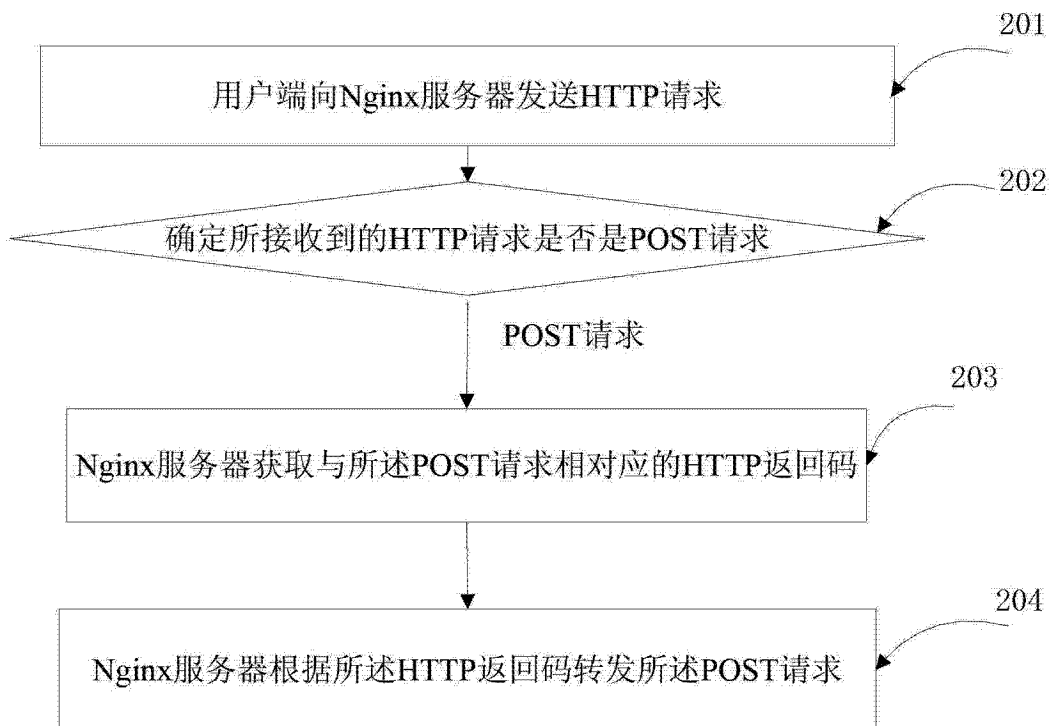 201
用户端向Nginx服务器发送HTTP请求
202
确定所接收到的HTTP请求是否是POST请求
POST请求
203
Nginx服务器获取与所述POST请求相对应的HTTP返回码
204
Nginx服务器根据所述HTTP返回码转发所述POST请求